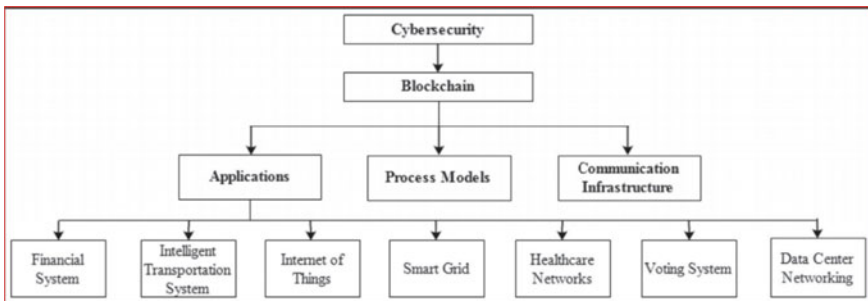 Cybersecurity
Blockchain
Applications
Process Models
Communication
Infrastructure
Financial
System
Intelligent
Transportation
System
Internet of
Things
Smart Grid
Healthcare
Networks
Voting System
Data Center
Networking